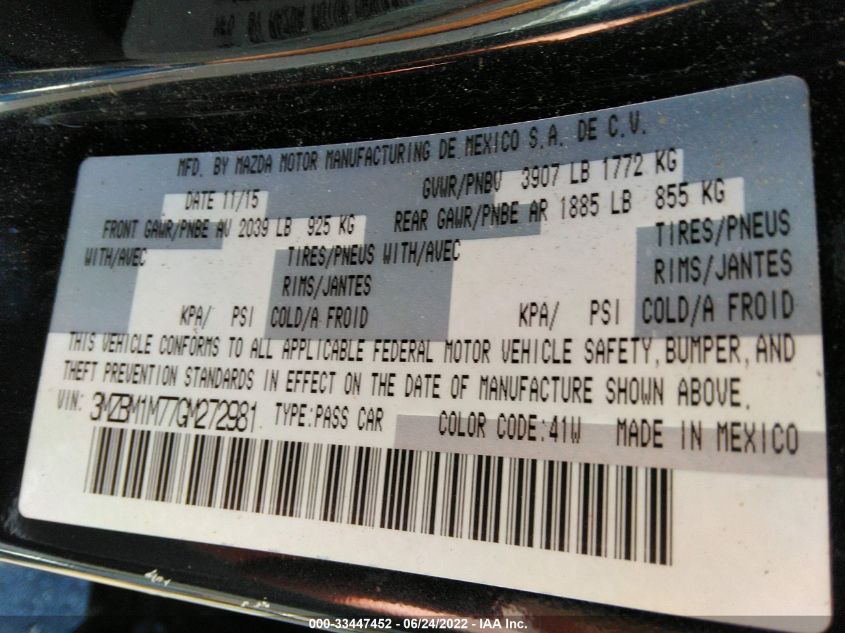 MFD. BY MAZDA MOTOR MANUFACTURING DE MEXICO S.A. DE C.V.
DATE 11/15 GVWR/PNBV 3907 LB 1772 KG
FRONT GAWR/PNBE AV 2039 LB 925 KG REAR GAWR/PNBE AR 1885 LB 855 KG
WITH/AVEC TIRES/PNEUS WITH/AVEC TIRES/PNEUS
RIMS/JANTES RIMS/JANTES
KPA/ PSI COLD/A FROID KPA/ PSI COLD/A FROID
THIS VEHICLE CONFORMS TO ALL APPLICABLE FEDERAL MOTOR VEHICLE SAFETY, BUMPER, AND
THEFT PREVENTION STANDARDS IN EFFECT ON THE DATE OF MANUFACTURE SHOWN ABOVE.
VIN: 3MZBM1M77GM272981 TYPE:PASS CAR COLOR CODE:41W MADE IN MEXICO
000-33447452 - 06/24/2022 - IAA Inc.